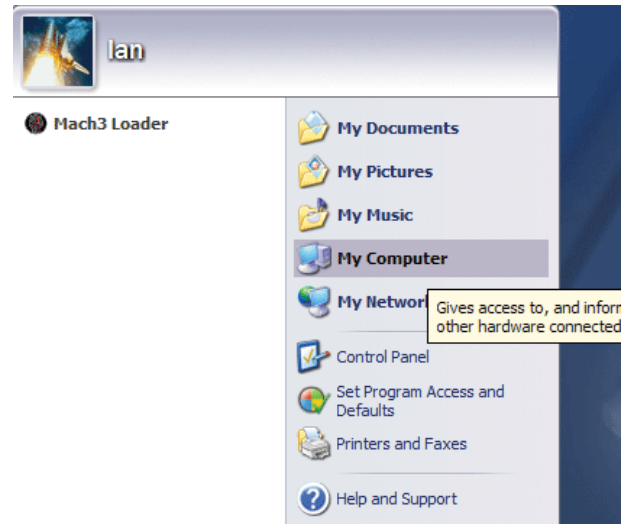 Ian
Mach3 Loader
My Documents
My Pictures
My Music
My Computer
My Networ
Gives access to, and inform
other hardware connected
Control Panel
Set Program Access and
Defaults
Printers and Faxes
Help and Support